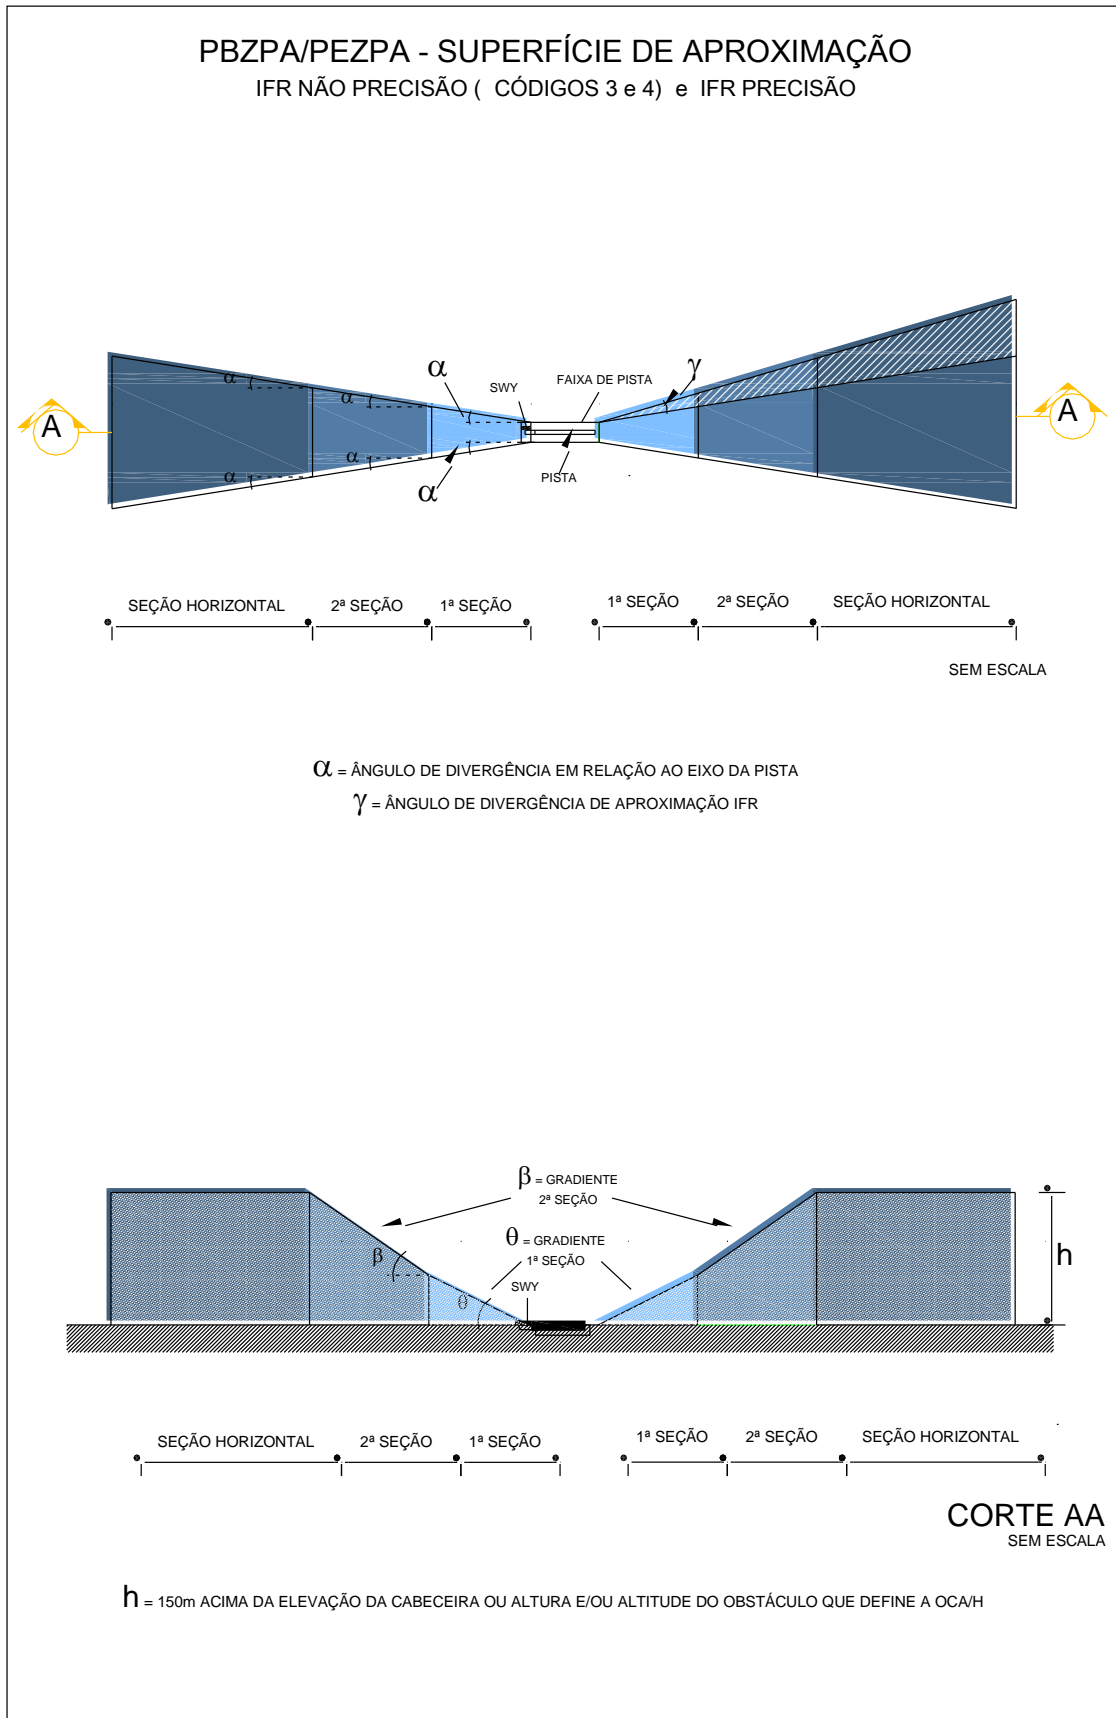 PBZPA/PEZPA - SUPERFÍCIE DE APROXIMAÇÃO
IFR NÃO PRECISÃO ( CÓDIGOS 3 e 4) e IFR PRECISÃO
α
α
α
SWY
FAIXA DE PISTA
γ
A
A
α
α
α
PISTA
SEÇÃO HORIZONTAL
2ª SEÇÃO
1ª SEÇÃO
1ª SEÇÃO
2ª SEÇÃO
SEÇÃO HORIZONTAL
SEM ESCALA
α = ÂNGULO DE DIVERGÊNCIA EM RELAÇÃO AO EIXO DA PISTA
γ = ÂNGULO DE DIVERGÊNCIA DE APROXIMAÇÃO IFR
β = GRADIENTE
2ª SEÇÃO
θ = GRADIENTE
1ª SEÇÃO
β
h
SWY
θ
SEÇÃO HORIZONTAL
2ª SEÇÃO
1ª SEÇÃO
1ª SEÇÃO
2ª SEÇÃO
SEÇÃO HORIZONTAL
CORTE AA
SEM ESCALA
h = 150m ACIMA DA ELEVAÇÃO DA CABECEIRA OU ALTURA E/OU ALTITUDE DO OBSTÁCULO QUE DEFINE A OCA/H